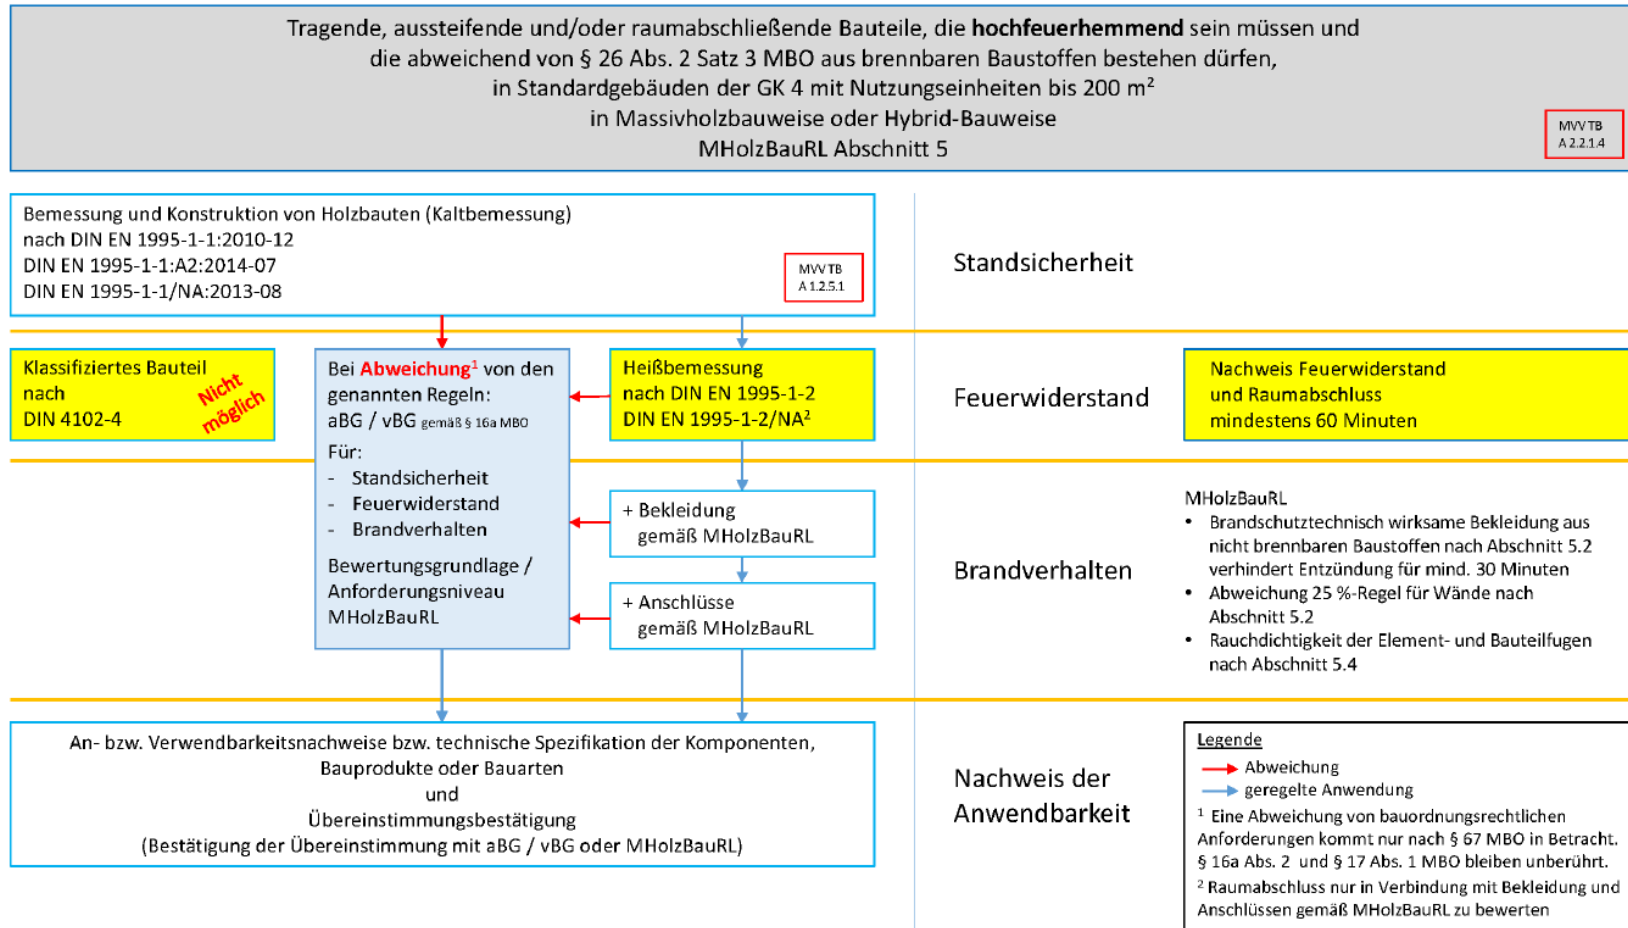 Tragende, aussteifende und/oder raumabschließende Bauteile, die hochfeuerhemmend sein müssen und
die abweichend von § 26 Abs. 2 Satz 3 MBO aus brennbaren Baustoffen bestehen dürfen,
in Standardgebäuden der GK 4 mit Nutzungseinheiten bis 200 m²
in Massivholzbauweise oder Hybrid-Bauweise
MHolzBauRL Abschnitt 5
MVV TB
A 2.2.1.4
Bemessung und Konstruktion von Holzbauten (Kaltbemessung)
nach DIN EN 1995-1-1:2010-12
DIN EN 1995-1-1:A2:2014-07
DIN EN 1995-1-1/NA:2013-08
MVV TB
A 1.2.5.1
Standsicherheit
Klassifiziertes Bauteil
nach
DIN 4102-4
Nicht
möglich
Bei Abweichung¹ von den
genannten Regeln:
aBG / vBG gemäß § 16a MBO
Für:
- Standsicherheit
- Feuerwiderstand
- Brandverhalten
Bewertungsgrundlage /
Anforderungsniveau
MHolzBauRL
Heißbemessung
nach DIN EN 1995-1-2
DIN EN 1995-1-2/NA²
Feuerwiderstand
Nachweis Feuerwiderstand
und Raumabschluss
mindestens 60 Minuten
+ Bekleidung
gemäß MHolzBauRL
+ Anschlüsse
gemäß MHolzBauRL
Brandverhalten
MHolzBauRL
• Brandschutztechnisch wirksame Bekleidung aus
nicht brennbaren Baustoffen nach Abschnitt 5.2
verhindert Entzündung für mind. 30 Minuten
• Abweichung 25 %-Regel für Wände nach
Abschnitt 5.2
• Rauchdichtigkeit der Element- und Bauteilfugen
nach Abschnitt 5.4
An- bzw. Verwendbarkeitsnachweise bzw. technische Spezifikation der Komponenten,
Bauprodukte oder Bauarten
und
Übereinstimmungsbestätigung
(Bestätigung der Übereinstimmung mit aBG / vBG oder MHolzBauRL)
Nachweis der
Anwendbarkeit
Legende
Abweichung
geregelte Anwendung
¹ Eine Abweichung von bauordnungsrechtlichen
Anforderungen kommt nur nach § 67 MBO in Betracht.
§ 16a Abs. 2 und § 17 Abs. 1 MBO bleiben unberührt.
² Raumabschluss nur in Verbindung mit Bekleidung und
Anschlüssen gemäß MHolzBauRL zu bewerten